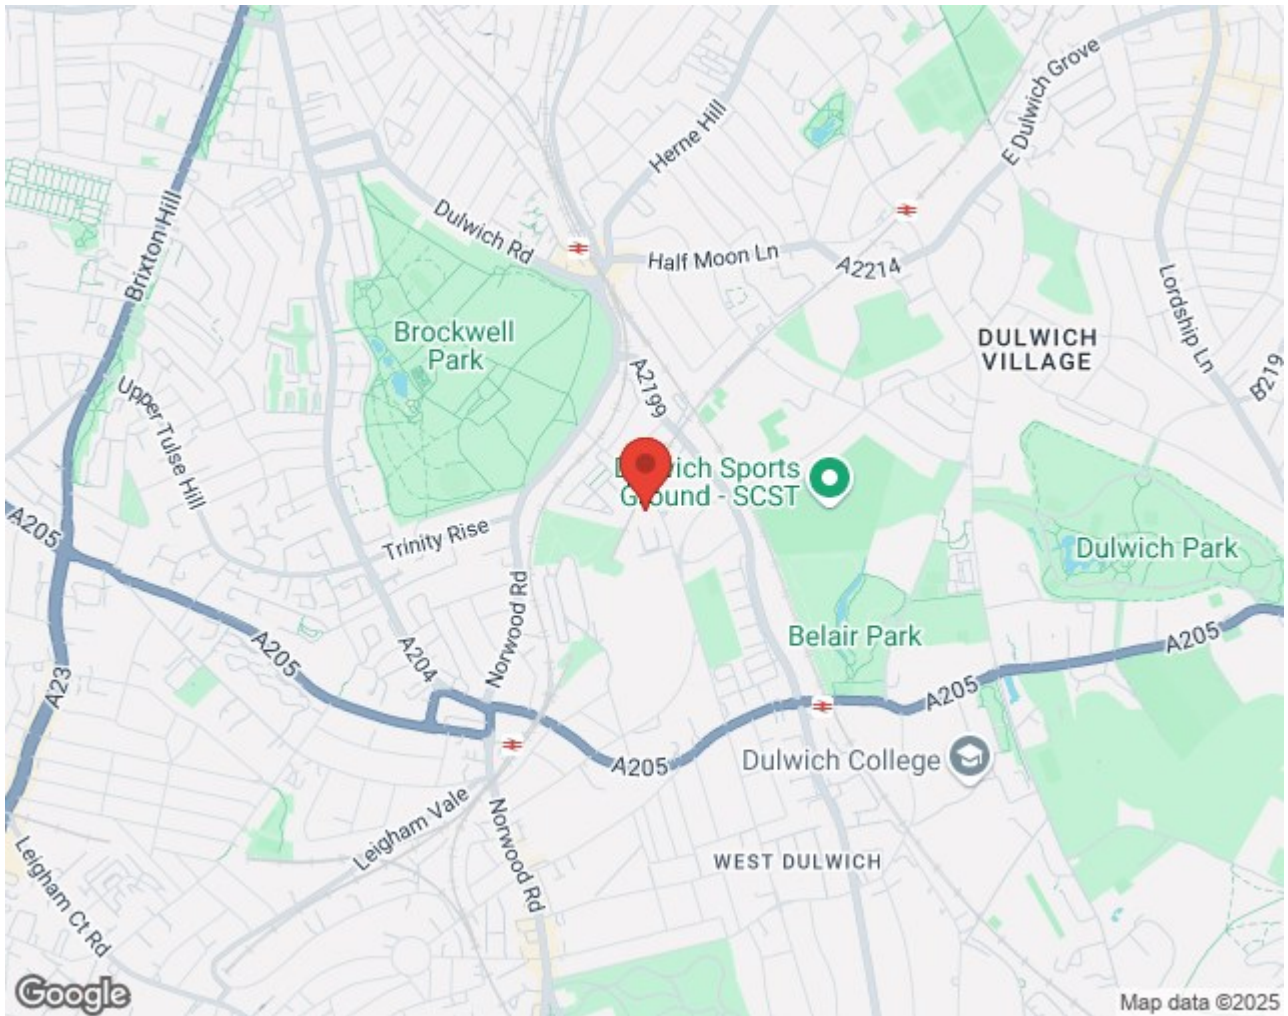 E Dulwich Grove
Herne Hill
Brixton Hill
Dulwich Rd
Half Moon Ln
A2214
Lordship Ln
Brockwell
Park
DULWICH
VILLAGE
A2199
B219
Upper Tulse Hill
Dulwich Sports
Ground - SCST
A205
Trinity Rise
Dulwich Park
Norwood Rd
Belair Park
A205
A205
A204
A23
A205
A205
Dulwich College
Leigham Vale
Norwood Rd
WEST DULWICH
Leigham Ct Rd
Google
Map data ©2025